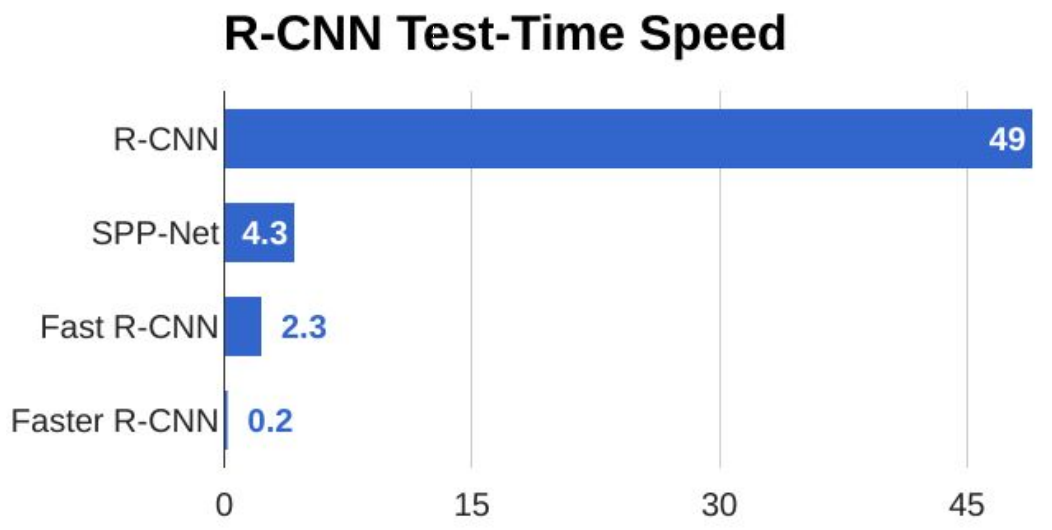 R-CNN Test-Time Speed
R-CNN 49
SPP-Net 4.3
Fast R-CNN 2.3
Faster R-CNN 0.2
0 15 30 45